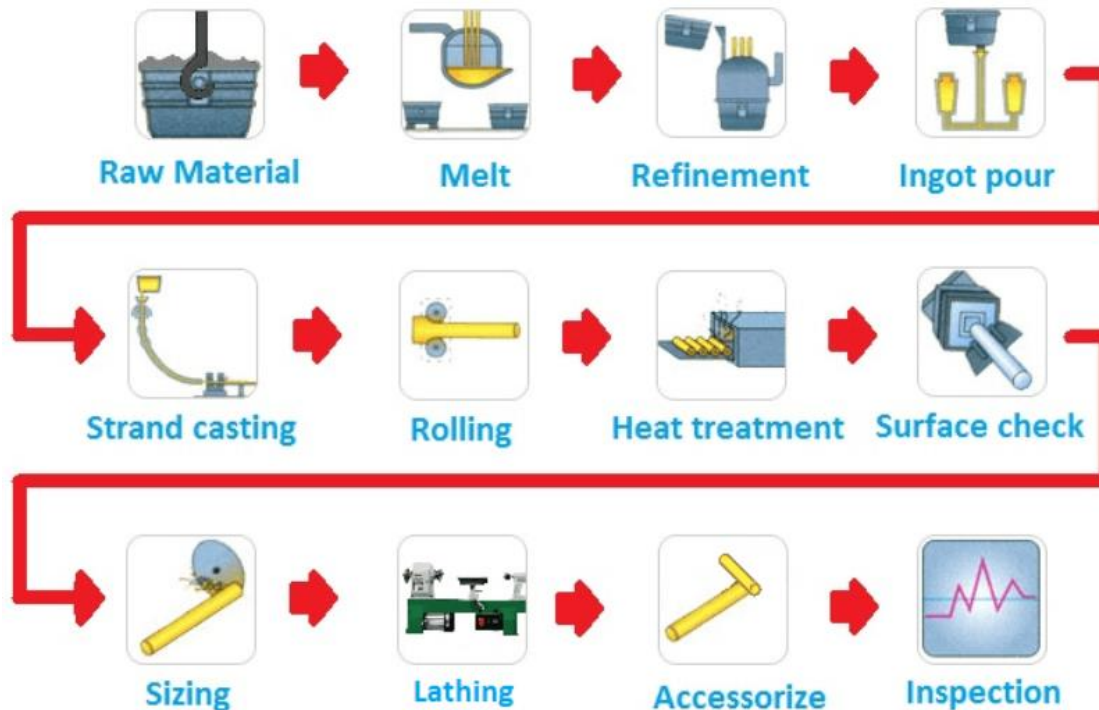 Raw Material
Melt
Refinement
Ingot pour
Strand casting
Rolling
Heat treatment
Surface check
Sizing
Lathing
Accessorize
Inspection